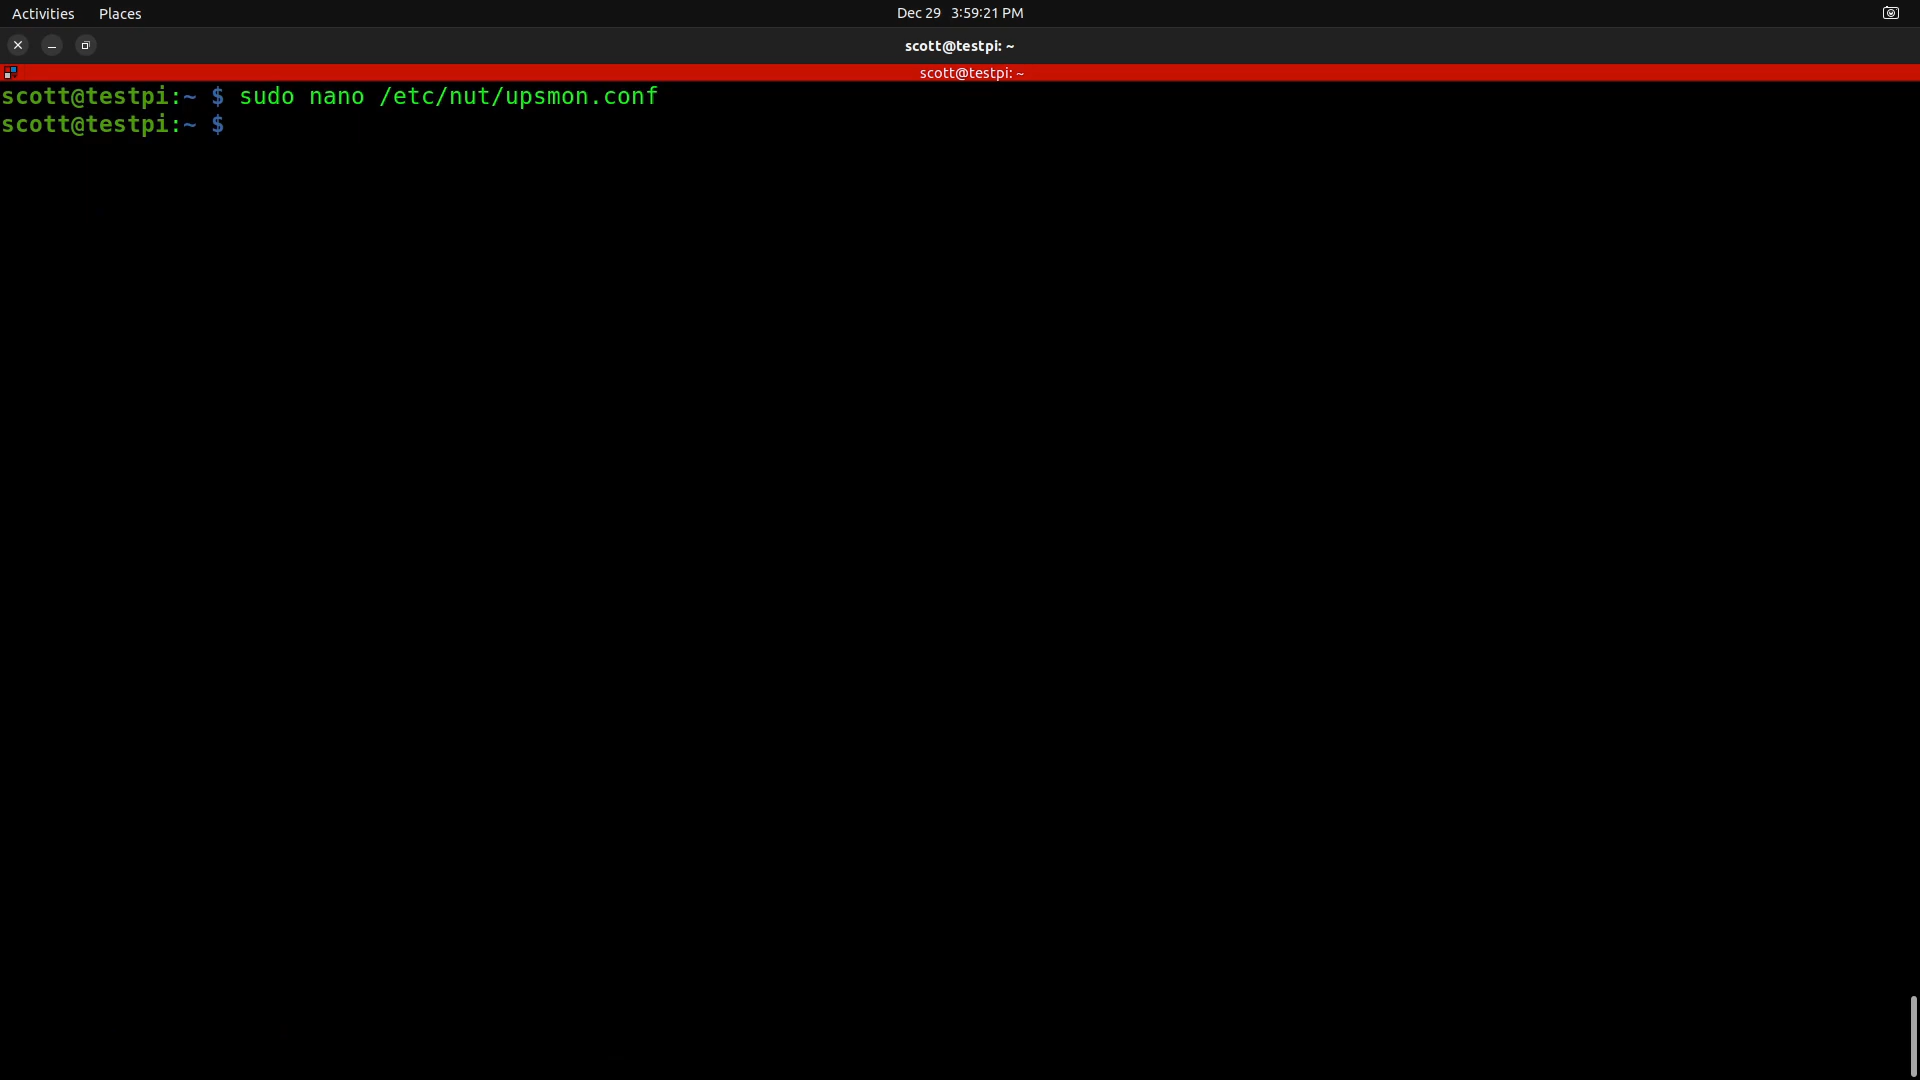 Activities Places Dec 29 3:59:21 PM
scott@testpi: ~
scott@testpi: ~
scott@testpi:~ $ sudo nano /etc/nut/upsmon.conf
scott@testpi:~ $